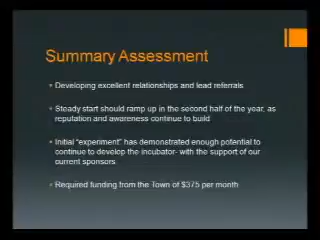 Summary Assessment
Developing excellent relationships and lead referrals
Steady start should ramp up in the second half of the year, as
reputation and awareness continue to build
Initial "experiment" has demonstrated enough potential to
continue to develop the incubator- with the support of our
current sponsors
Required funding from the Town of $375 per month